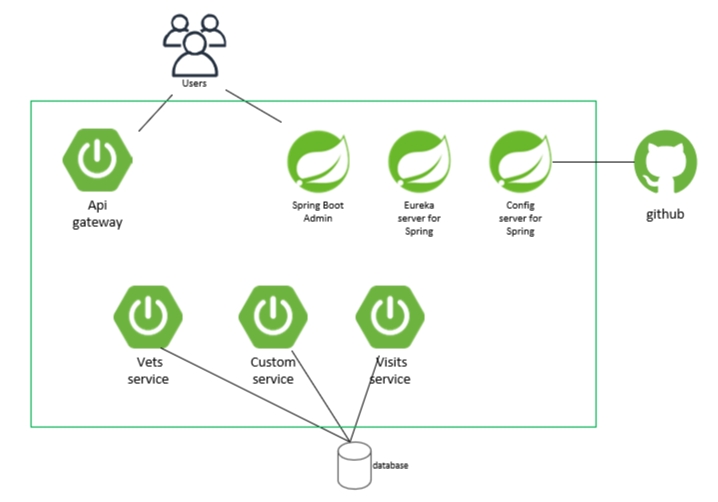 Users
Api
gateway
Spring Boot
Admin
Eureka
server for
Spring
Config
server for
Spring
github
Vets
service
Custom
service
Visits
service
database